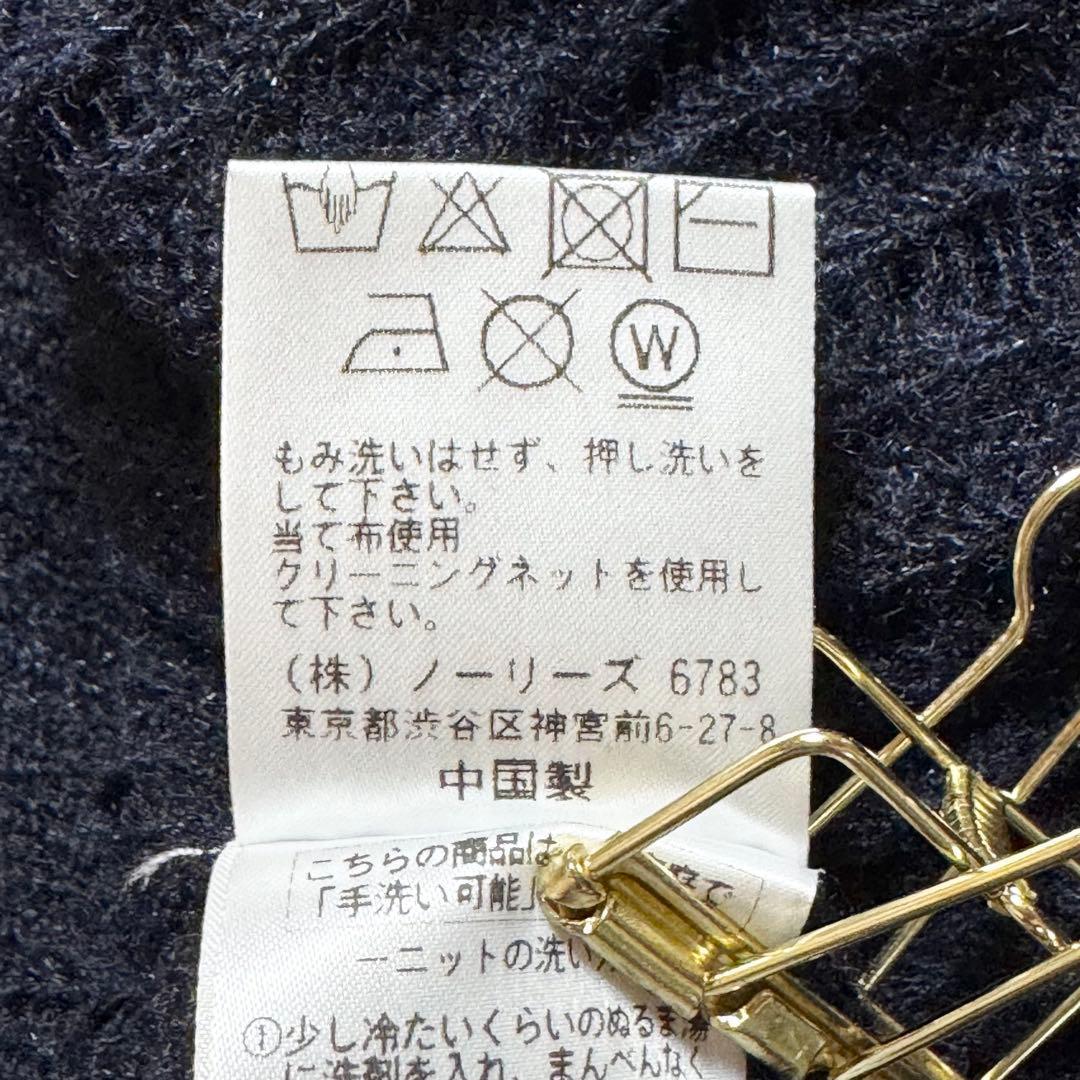 W
もみ洗いはせず、押し洗いを
して下さい。
当て布使用
クリーニングネットを使用し
て下さい。
(株) ノーリーズ 6783
東京都渋谷区神宮前6-27-8
中国製
こちらの商品は
「手洗い可能」 で
ーニットの洗い
①少し冷たいくらいのぬるま湯
に洗剤を入れ、まんべんなく